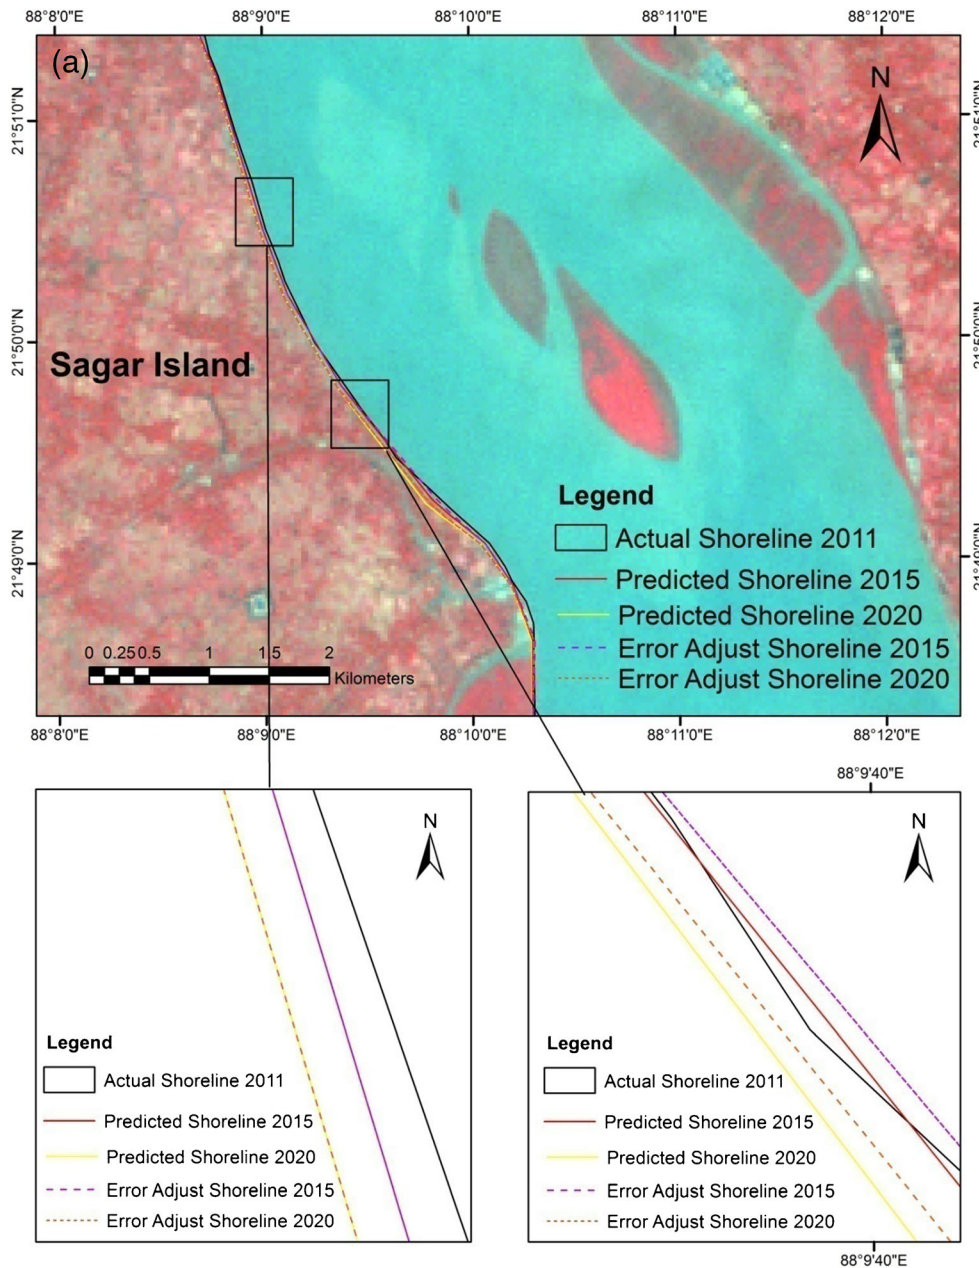 88°8'0"E 88°9'0"E 88°10'0"E 88°11'0"E 88°12'0"E
(a)
N
21°51'0"N
21°50'0"N
21°49'0"N
Sagar Island
Legend
Actual Shoreline 2011
Predicted Shoreline 2015
Predicted Shoreline 2020
Error Adjust Shoreline 2015
Error Adjust Shoreline 2020
0 0.25 0.5 1 1.5 2
Kilometers
88°8'0"E 88°9'0"E 88°10'0"E 88°11'0"E 88°12'0"E
N
Legend
Actual Shoreline 2011
Predicted Shoreline 2015
Predicted Shoreline 2020
Error Adjust Shoreline 2015
Error Adjust Shoreline 2020
88°9'40"E
N
Legend
Actual Shoreline 2011
Predicted Shoreline 2015
Predicted Shoreline 2020
Error Adjust Shoreline 2015
Error Adjust Shoreline 2020
88°9'40"E